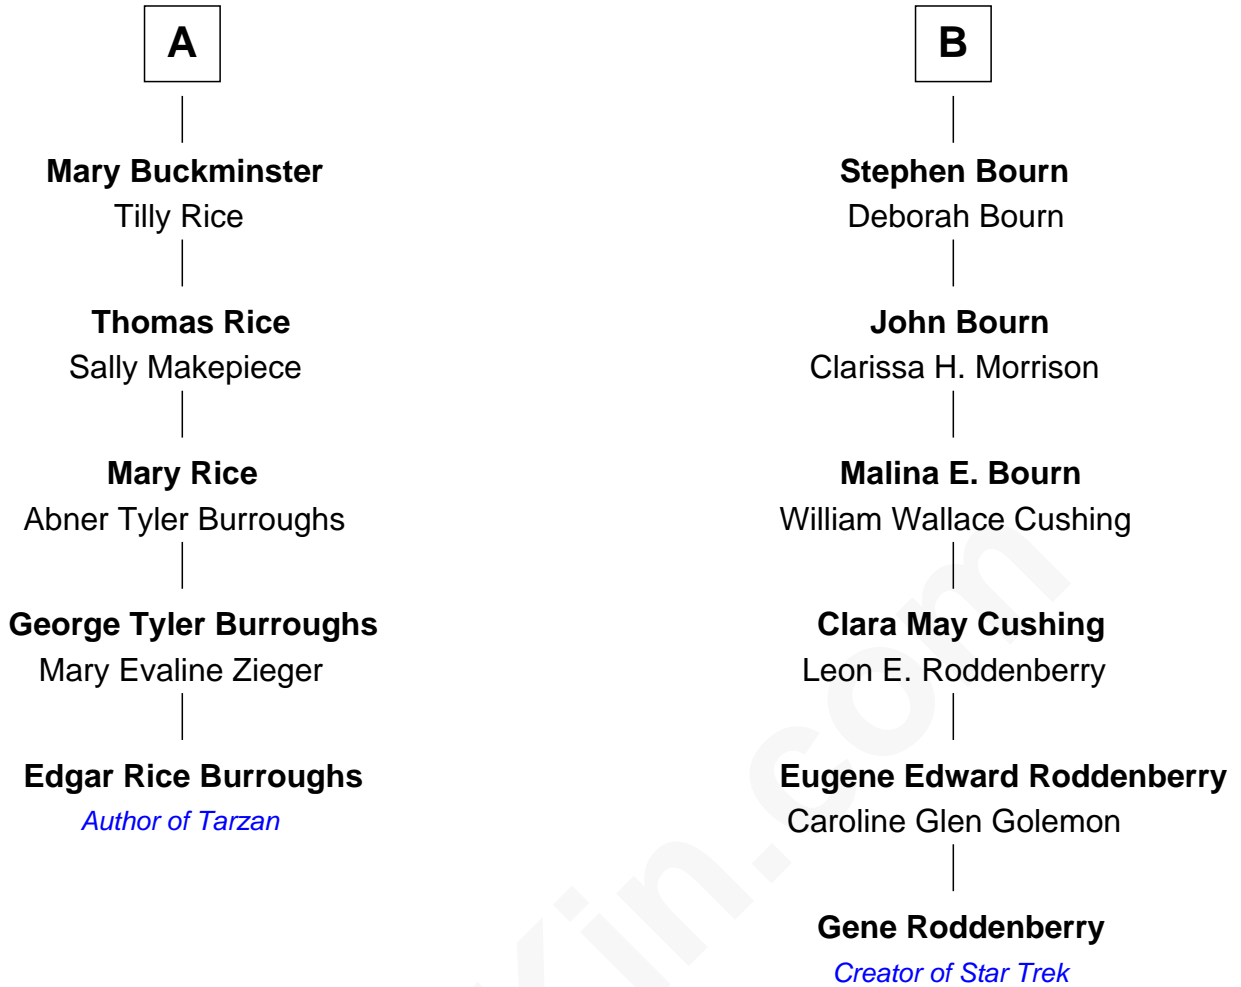 A
Mary Buckminster
Tilly Rice
Thomas Rice
Sally Makepiece
Mary Rice
Abner Tyler Burroughs
George Tyler Burroughs
Mary Evaline Zieger
Edgar Rice Burroughs
Author of Tarzan
B
Stephen Bourn
Deborah Bourn
John Bourn
Clarissa H. Morrison
Malina E. Bourn
William Wallace Cushing
Clara May Cushing
Leon E. Roddenberry
Eugene Edward Roddenberry
Caroline Glen Golemon
Gene Roddenberry
Creator of Star Trek
Kin.com